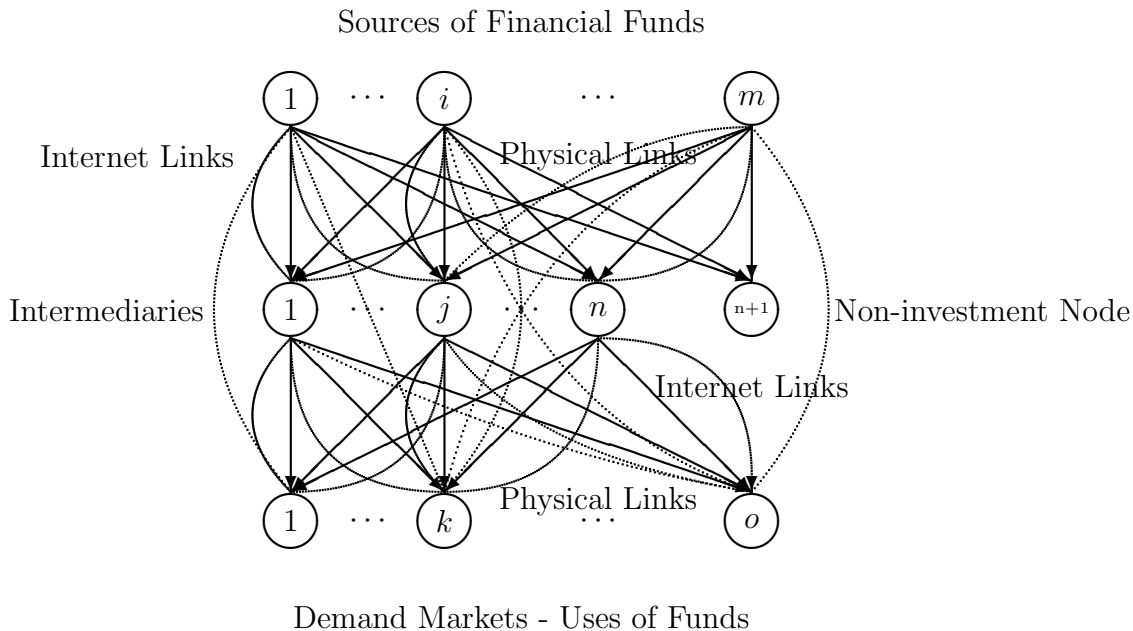 Sources of Financial Funds
1 ··· i ··· m
Internet Links Physical Links
Intermediaries 1 ··· j ··· n n+1 Non-investment Node
Internet Links
Physical Links
1 ··· k ··· o
Demand Markets - Uses of Funds